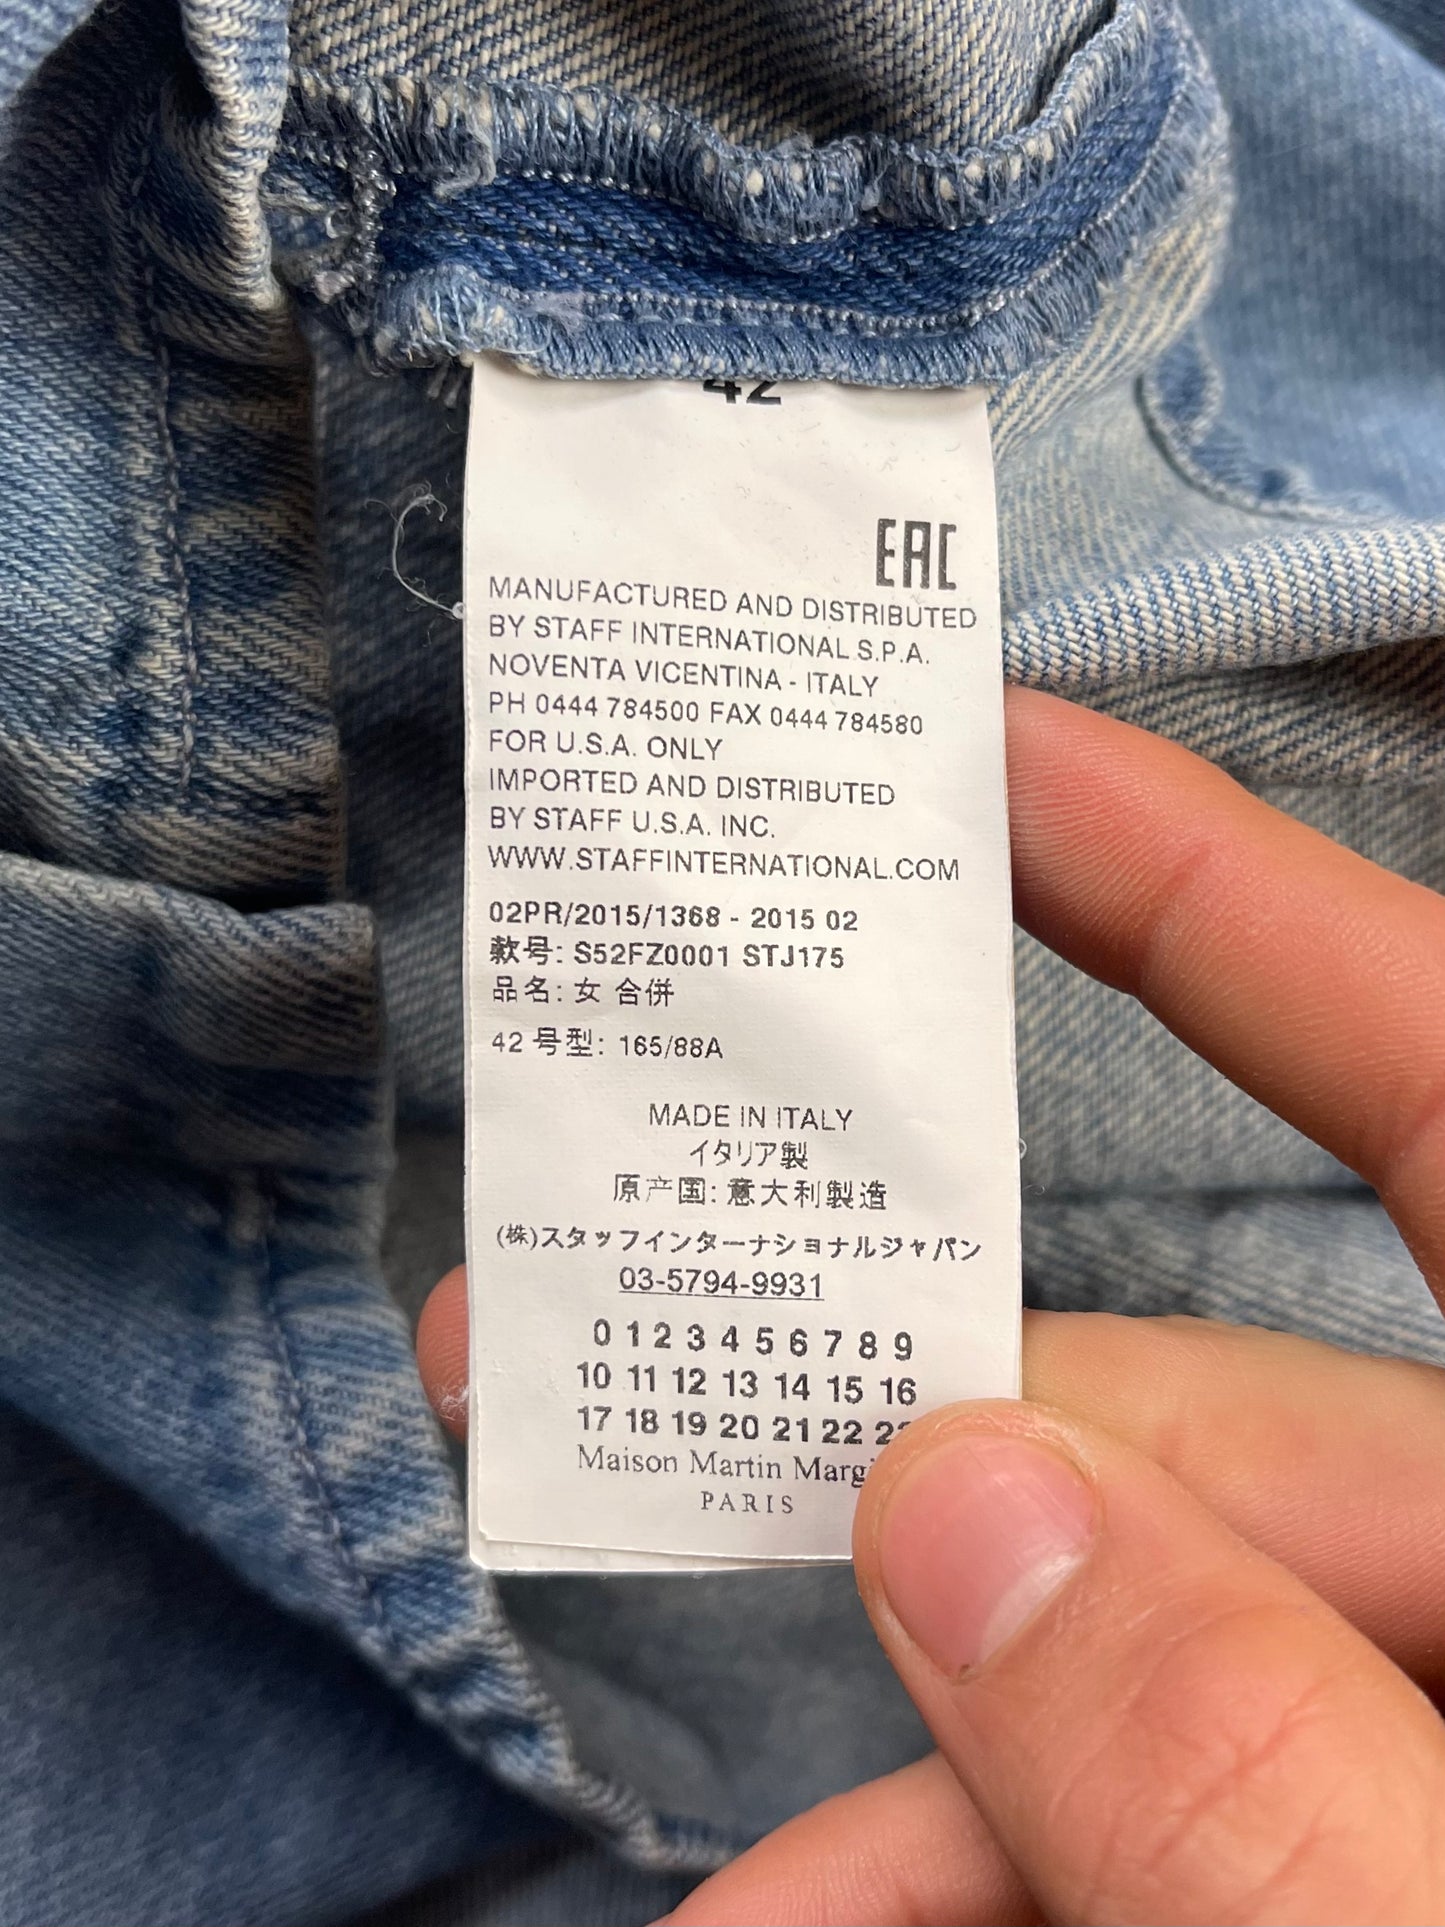 42
EAC
MANUFACTURED AND DISTRIBUTED
BY STAFF INTERNATIONAL S.P.A.
NOVENTA VICENTINA - ITALY
PH 0444 784500 FAX 0444 784580
FOR U.S.A. ONLY
IMPORTED AND DISTRIBUTED
BY STAFF U.S.A. INC.
WWW.STAFFINTERNATIONAL.COM
02PR/2015/1368 - 2015 02
款号: S52FZ0001 STJ175
品名: 女 合併
42 号型: 165/88A
MADE IN ITALY
イタリア製
原产国: 意大利製造
(株)スタッフインターナショナルジャパン
03-5794-9931
0 1 2 3 4 5 6 7 8 9
10 11 12 13 14 15 16
17 18 19 20 21 22
Maison Martin
PARIS